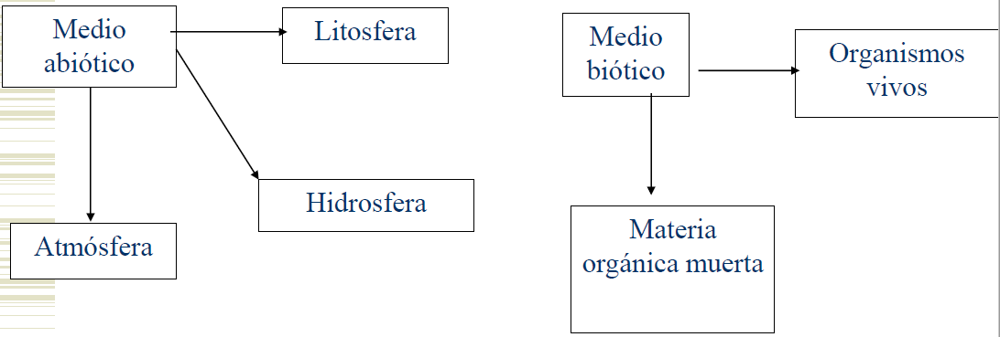 Medio
abiótico
Litosfera
Hidrosfera
Atmósfera
Medio
biótico
Organismos
vivos
Materia
orgánica muerta